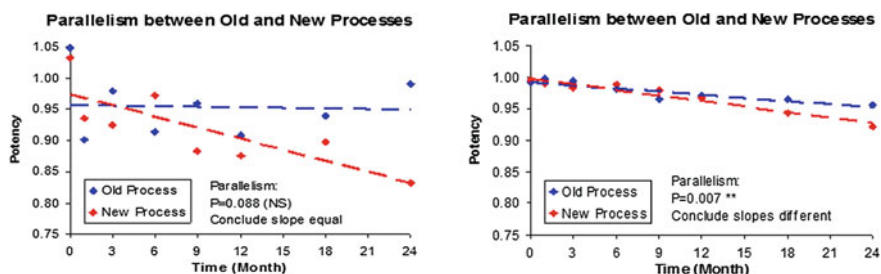 Parallelism between Old and New Processes
1.05
1.00
0.95
0.90
0.85
0.80
0.75
Potency
Old Process
New Process
Parallelism:
P=0.088 (NS)
Conclude slope equal
0 3 6 9 12 15 18 21 24
Time (Month)
Parallelism between Old and New Processes
1.05
1.00
0.95
0.90
0.85
0.80
0.75
Potency
Old Process
New Process
Parallelism:
P=0.007 **
Conclude slopes different
0 3 6 9 12 15 18 21 24
Time (Month)